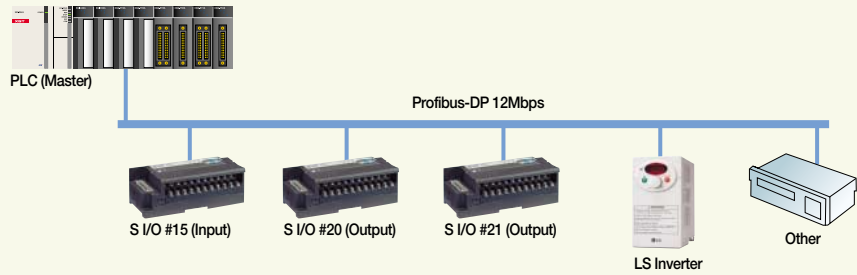 PLC (Master)
Profibus-DP 12Mbps
S I/O #15 (Input)
S I/O #20 (Output)
S I/O #21 (Output)
LS Inverter
Other